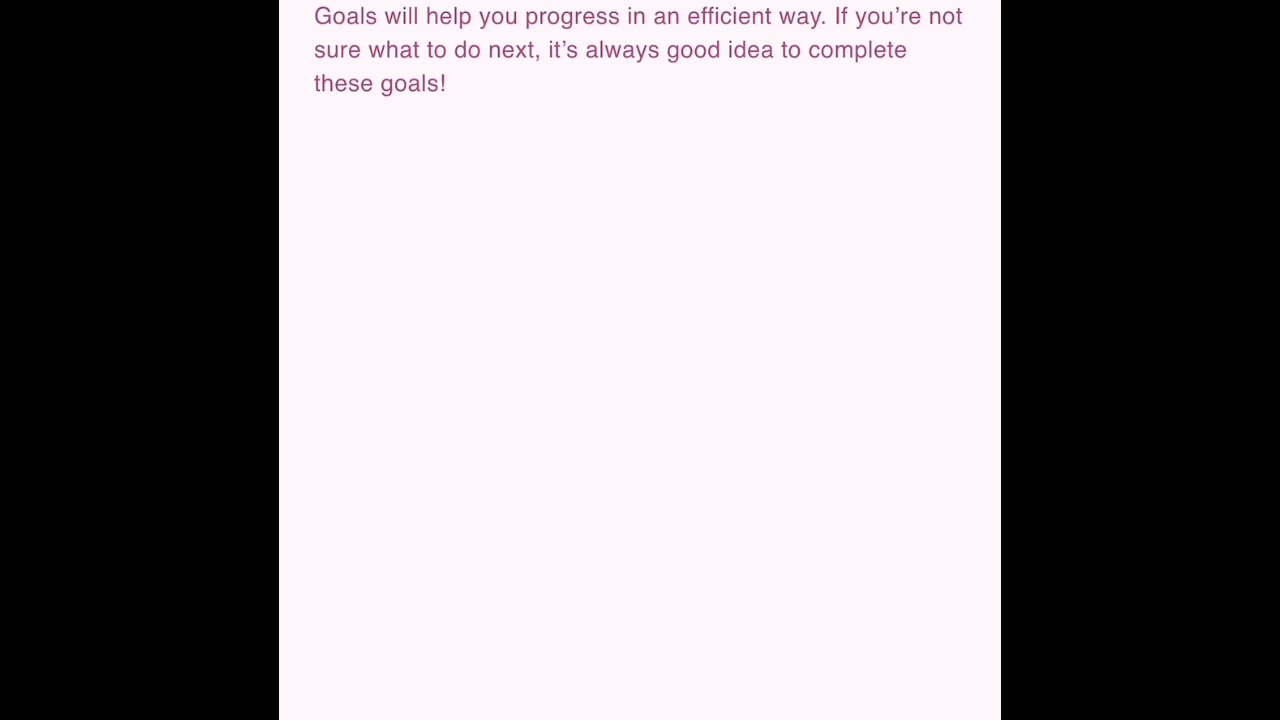 Goals will help you progress in an efficient way. If you’re not
sure what to do next, it’s always good idea to complete
these goals!